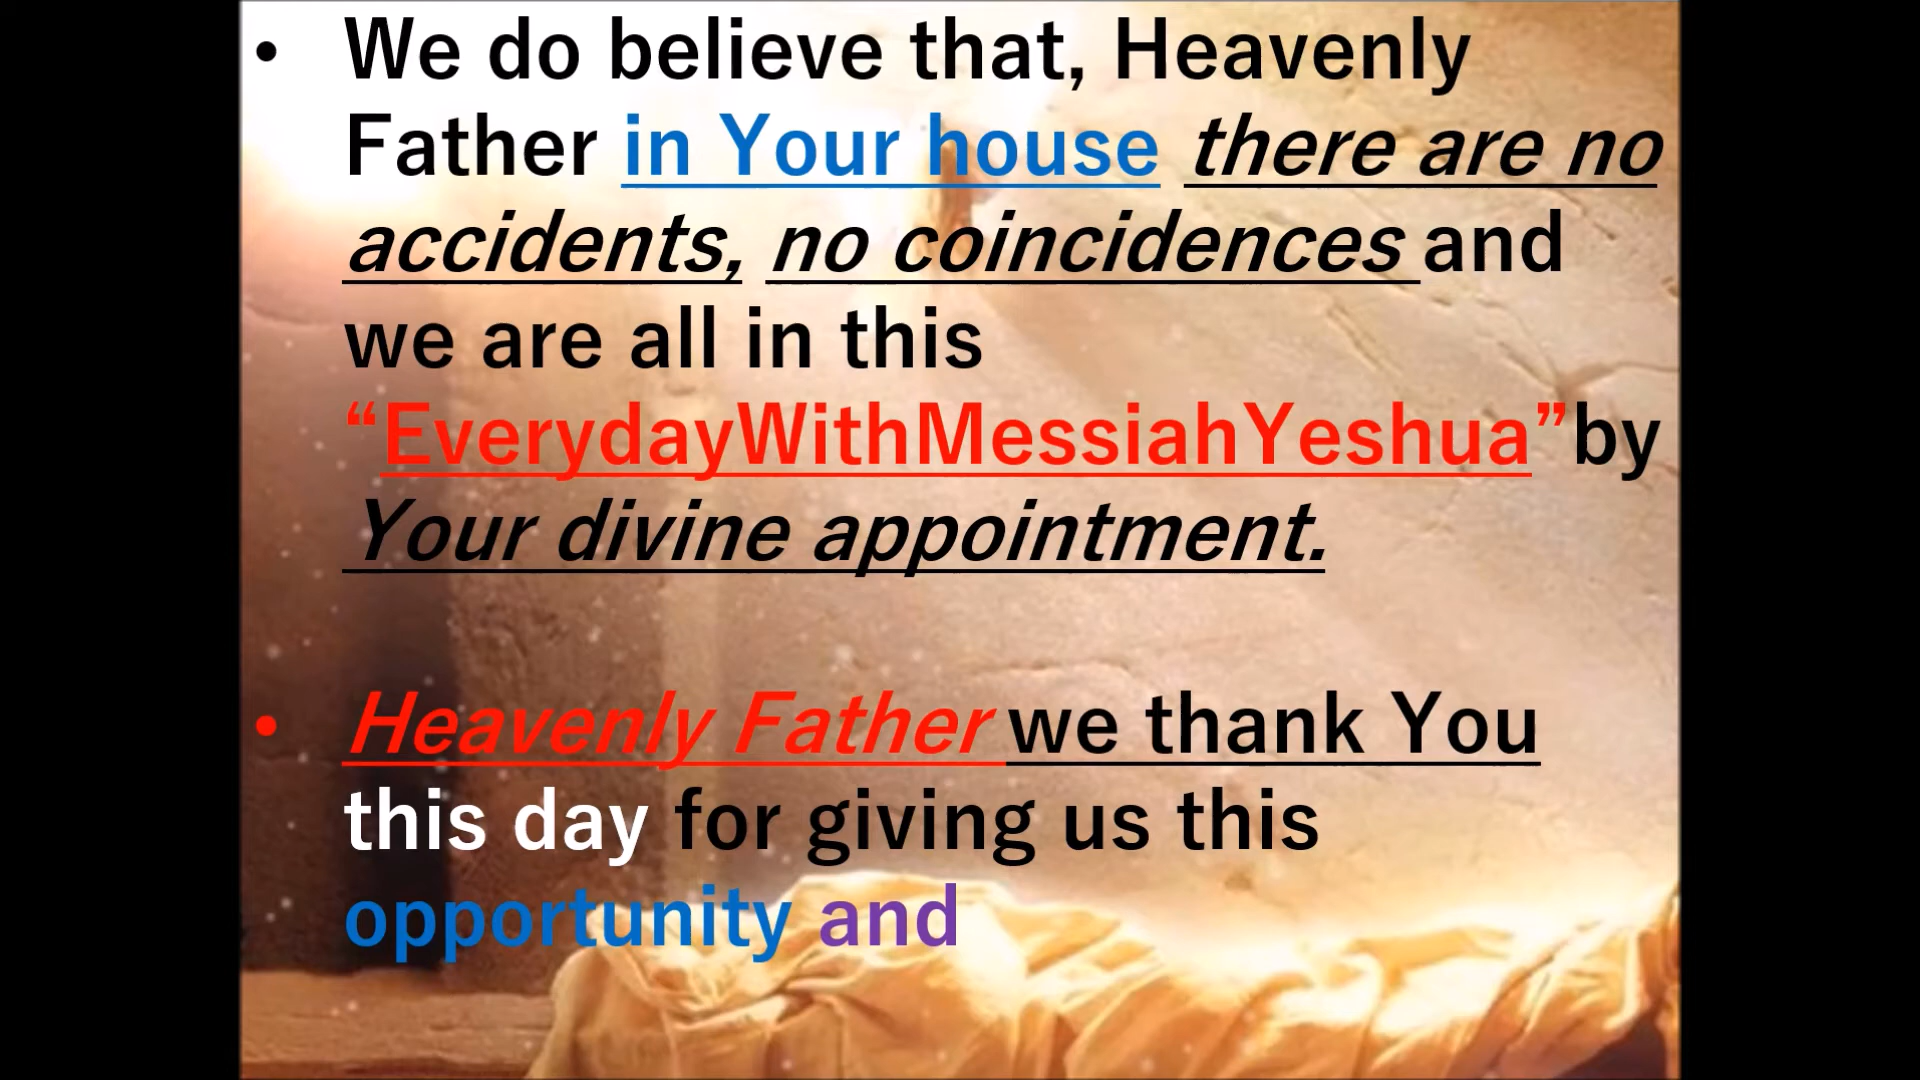 • We do believe that, Heavenly
Father in Your house there are no
accidents, no coincidences and
we are all in this
“EverydayWithMessiahYeshua”by
Your divine appointment.
• Heavenly Father we thank You
this day for giving us this
opportunity and